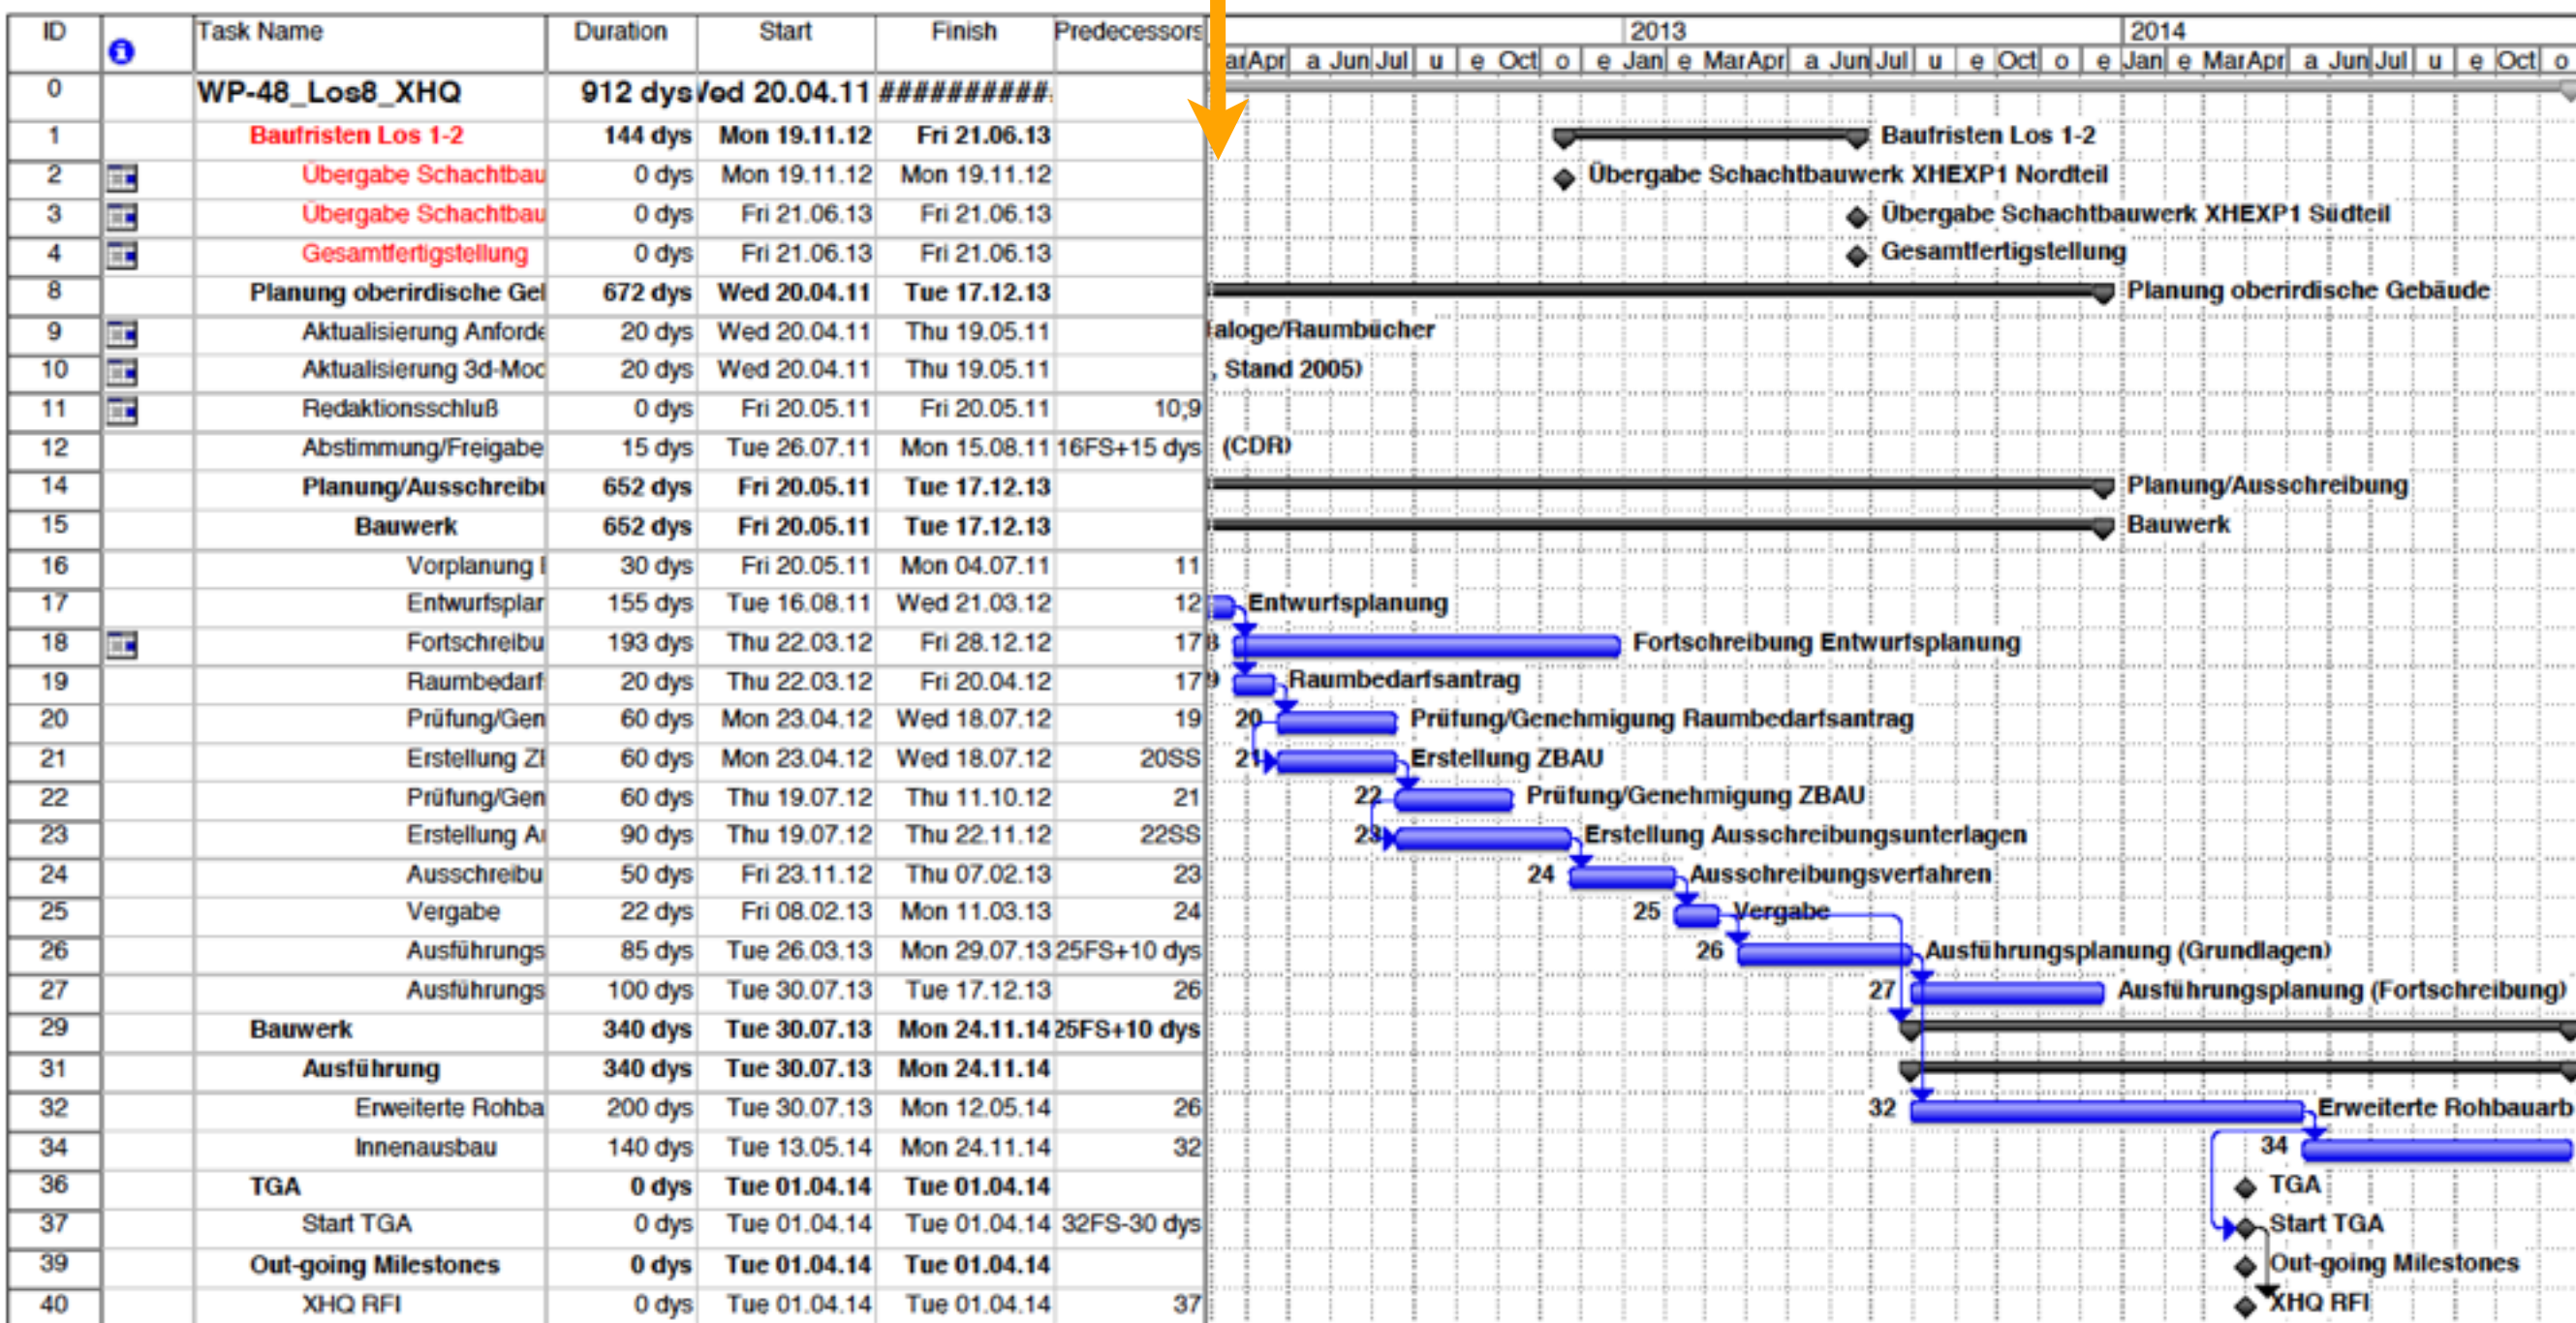 2013 2014
ID Task Name Duration Start Finish Predecessors
ar Apr a Jun Jul u e Oct o e Jan e Mar Apr a Jun Jul u e Oct o e Jan e Mar Apr a Jun Jul u e Oct o
0 WP-48_Los8_XHQ 912 dys Wed 20.04.11 ##########
1 Baufristen Los 1-2 144 dys Mon 19.11.12 Fri 21.06.13 Baufristen Los 1-2
2 Übergabe Schachtbau 0 dys Mon 19.11.12 Mon 19.11.12 Übergabe Schachtbauwerk XHEXP1 Nordteil
3 Übergabe Schachtbau 0 dys Fri 21.06.13 Fri 21.06.13 Übergabe Schachtbauwerk XHEXP1 Südteil
4 Gesamtfertigstellung 0 dys Fri 21.06.13 Fri 21.06.13 Gesamtfertigstellung
8 Planung oberirdische Gel 672 dys Wed 20.04.11 Tue 17.12.13 Planung oberirdische Gebäude
9 Aktualisierung Anforde 20 dys Wed 20.04.11 Thu 19.05.11 aloge/Raumbücher
10 Aktualisierung 3d-Mod 20 dys Wed 20.04.11 Thu 19.05.11 , Stand 2005)
11 Redaktionsschluß 0 dys Fri 20.05.11 Fri 20.05.11 10;9
12 Abstimmung/Freigabe 15 dys Tue 26.07.11 Mon 15.08.11 16FS+15 dys (CDR)
14 Planung/Ausschreibu 652 dys Fri 20.05.11 Tue 17.12.13 Planung/Ausschreibung
15 Bauwerk 652 dys Fri 20.05.11 Tue 17.12.13 Bauwerk
16 Vorplanung 30 dys Fri 20.05.11 Mon 04.07.11 11
17 Entwurfsplan 155 dys Tue 16.08.11 Wed 21.03.12 12 Entwurfsplanung
18 Fortschreibu 193 dys Thu 22.03.12 Fri 28.12.12 17 8 Fortschreibung Entwurfsplanung
19 Raumbedarf 20 dys Thu 22.03.12 Fri 20.04.12 17 9 Raumbedarfsantrag
20 Prüfung/Gen 60 dys Mon 23.04.12 Wed 18.07.12 19 20 Prüfung/Genehmigung Raumbedarfsantrag
21 Erstellung ZI 60 dys Mon 23.04.12 Wed 18.07.12 20SS 21 Erstellung ZBAU
22 Prüfung/Gen 60 dys Thu 19.07.12 Thu 11.10.12 21 22 Prüfung/Genehmigung ZBAU
23 Erstellung Au 90 dys Thu 19.07.12 Thu 22.11.12 22SS 23 Erstellung Ausschreibungsunterlagen
24 Ausschreibu 50 dys Fri 23.11.12 Thu 07.02.13 23 24 Ausschreibungsverfahren
25 Vergabe 22 dys Fri 08.02.13 Mon 11.03.13 24 25 Vergabe
26 Ausführungs 85 dys Tue 26.03.13 Mon 29.07.13 25FS+10 dys 26 Ausführungsplanung (Grundlagen)
27 Ausführungs 100 dys Tue 30.07.13 Tue 17.12.13 26 27 Ausführungsplanung (Fortschreibung)
29 Bauwerk 340 dys Tue 30.07.13 Mon 24.11.14 25FS+10 dys
31 Ausführung 340 dys Tue 30.07.13 Mon 24.11.14
32 Erweiterte Rohba 200 dys Tue 30.07.13 Mon 12.05.14 26 32 Erweiterte Rohbauarb
34 Innenausbau 140 dys Tue 13.05.14 Mon 24.11.14 32 34
36 TGA 0 dys Tue 01.04.14 Tue 01.04.14 TGA
37 Start TGA 0 dys Tue 01.04.14 Tue 01.04.14 32FS-30 dys Start TGA
39 Out-going Milestones 0 dys Tue 01.04.14 Tue 01.04.14 Out-going Milestones
40 XHQ RFI 0 dys Tue 01.04.14 Tue 01.04.14 37 XHQ RFI